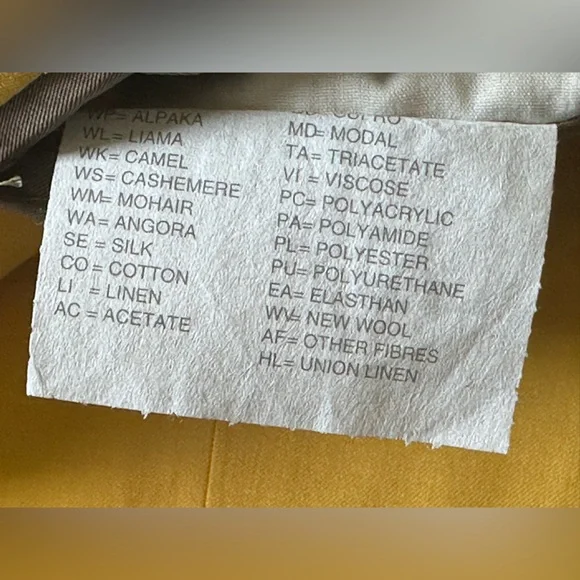 WP= ALPAKA
WL= LIAMA
WK= CAMEL
WS= CASHEMERE
WM= MOHAIR
WA= ANGORA
SE = SILK
CO = COTTON
LI = LINEN
AC = ACETATE
MD= MODAL
TA= TRIACETATE
VI = VISCOSE
PC= POLYACRYLIC
PA= POLYAMIDE
PL= POLYESTER
PU= POLYURETHANE
EA= ELASTHAN
WV= NEW WOOL
AF= OTHER FIBRES
HL= UNION LINEN